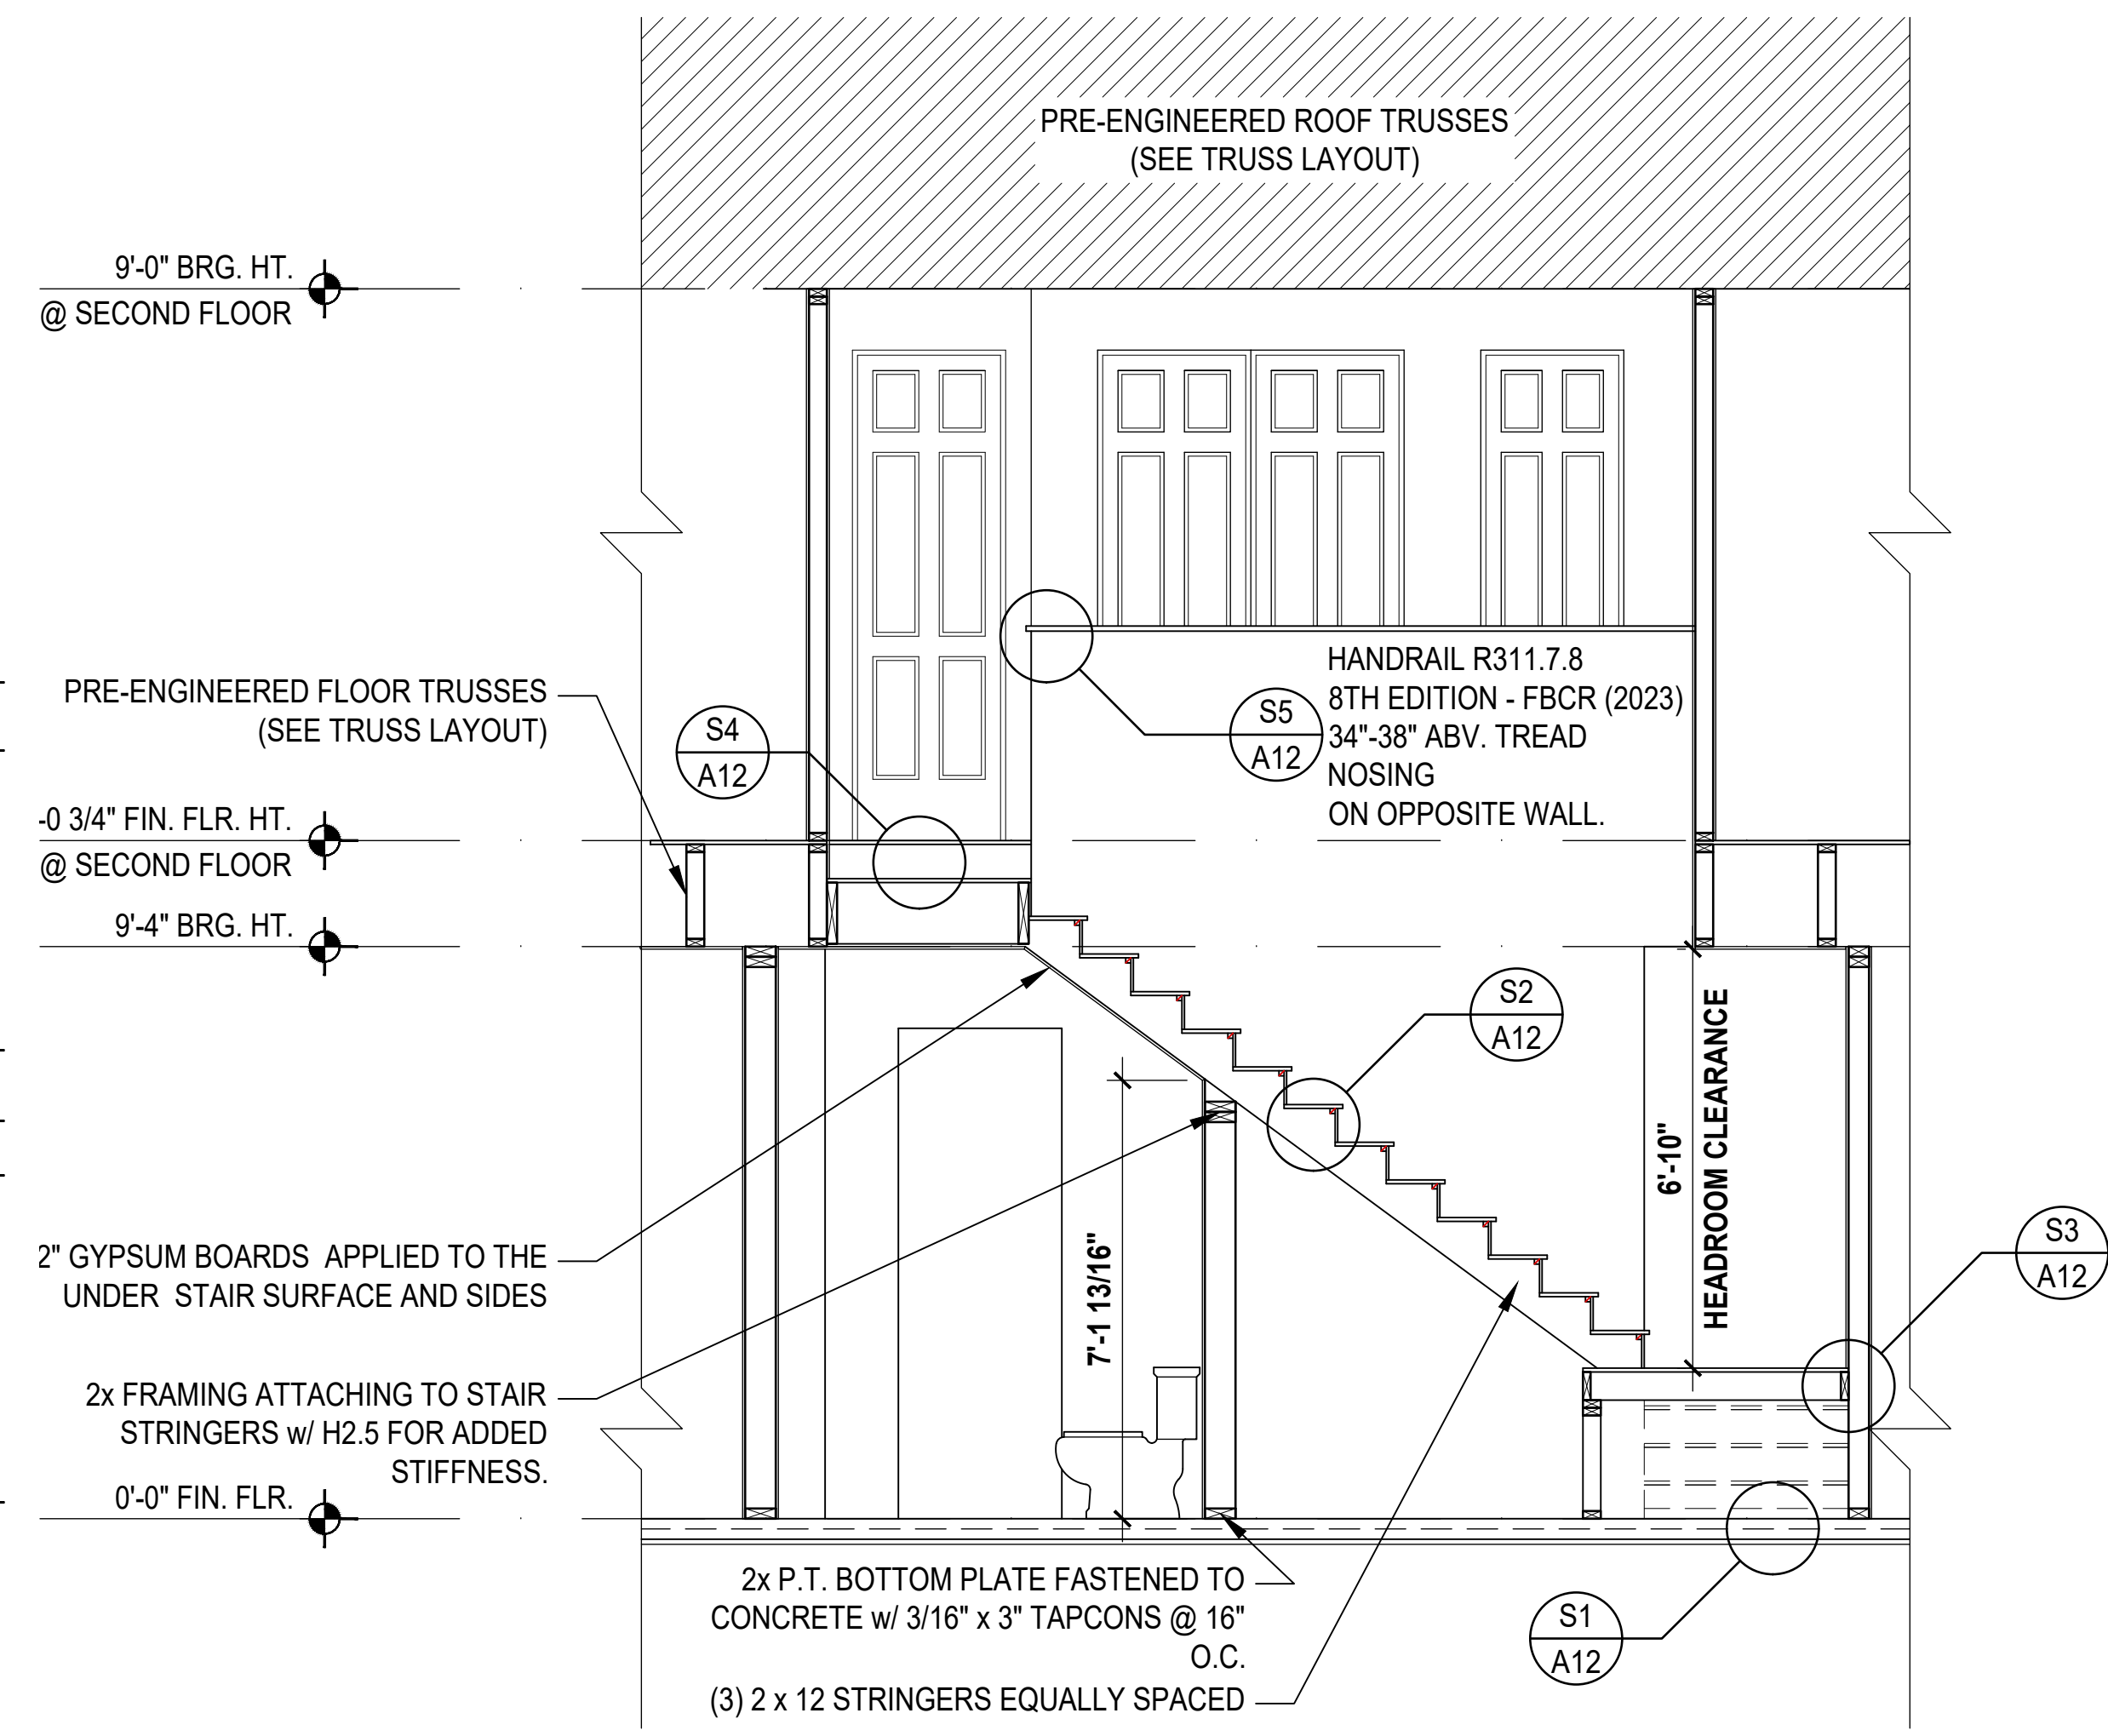 PRE-ENGINEERED ROOF TRUSSES
(SEE TRUSS LAYOUT)
9'-0" BRG. HT.
@ SECOND FLOOR
HANDRAIL R311.7.8
8TH EDITION - FBCR (2023)
34"-38" ABV. TREAD
NOSING
ON OPPOSITE WALL.
S5
A12
PRE-ENGINEERED FLOOR TRUSSES
(SEE TRUSS LAYOUT)
S4
A12
-0 3/4" FIN. FLR. HT.
@ SECOND FLOOR
9'-4" BRG. HT.
S2
A12
6'-10"
HEADROOM CLEARANCE
S3
A12
7'-1 13/16"
2" GYPSUM BOARDS APPLIED TO THE
UNDER STAIR SURFACE AND SIDES
2x FRAMING ATTACHING TO STAIR
STRINGERS w/ H2.5 FOR ADDED
STIFFNESS.
0'-0" FIN. FLR.
2x P.T. BOTTOM PLATE FASTENED TO
CONCRETE w/ 3/16" x 3" TAPCONS @ 16"
O.C.
(3) 2 x 12 STRINGERS EQUALLY SPACED
S1
A12